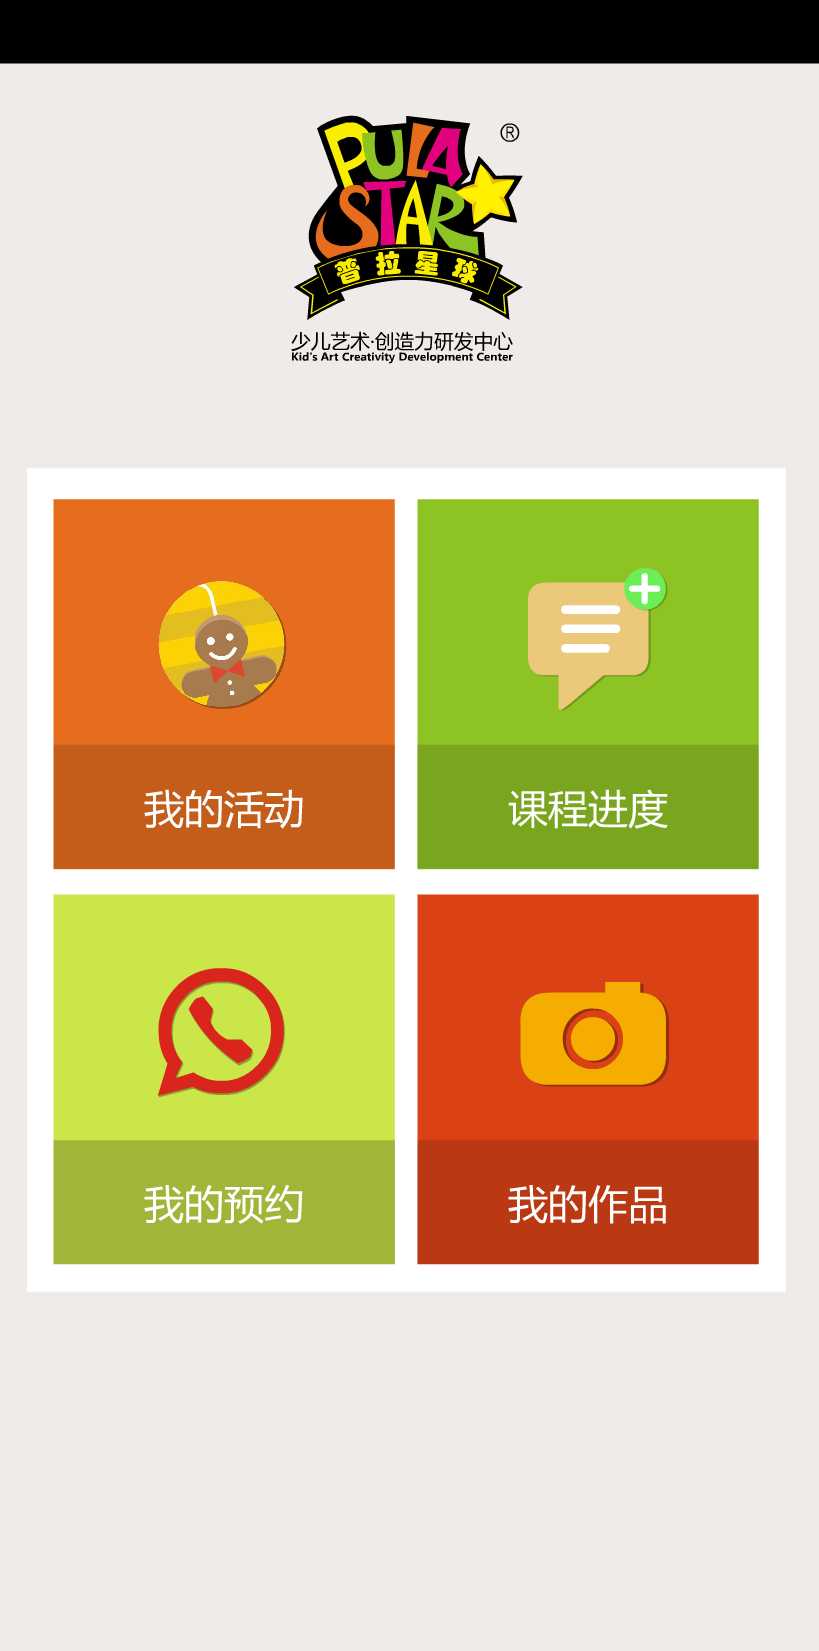 PULA
®
STAR
普拉星球
少儿艺术·创造力研发中心
Kid's Art Creativity Development Center
我的活动
课程进度
我的预约
我的作品